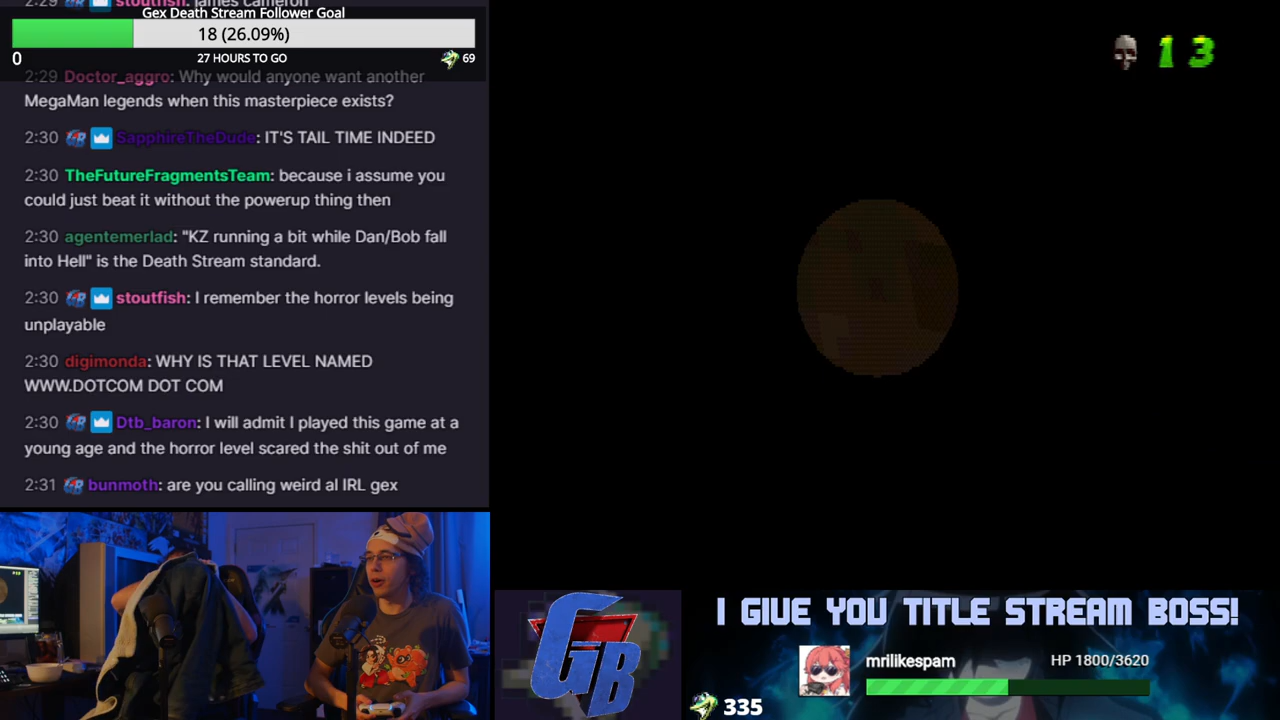 2:29 stoutfish: james cameron
Gex Death Stream Follower Goal
18 (26.09%)
0 27 HOURS TO GO 69
2:29 Doctor_aggro: Why would anyone want another
MegaMan legends when this masterpiece exists?
2:30 SapphireTheDude: IT'S TAIL TIME INDEED
2:30 TheFutureFragmentsTeam: because i assume you
could just beat it without the powerup thing then
2:30 agentemerlad: "KZ running a bit while Dan/Bob fall
into Hell" is the Death Stream standard.
2:30 stoutfish: I remember the horror levels being
unplayable
2:30 digimonda: WHY IS THAT LEVEL NAMED
WWW.DOTCOM DOT COM
2:30 Dtb_baron: I will admit I played this game at a
young age and the horror level scared the shit out of me
2:31 bunmoth: are you calling weird al IRL gex
13
GB
I GIVE YOU TITLE STREAM BOSS!
mrilikespam HP 1800/3620
335